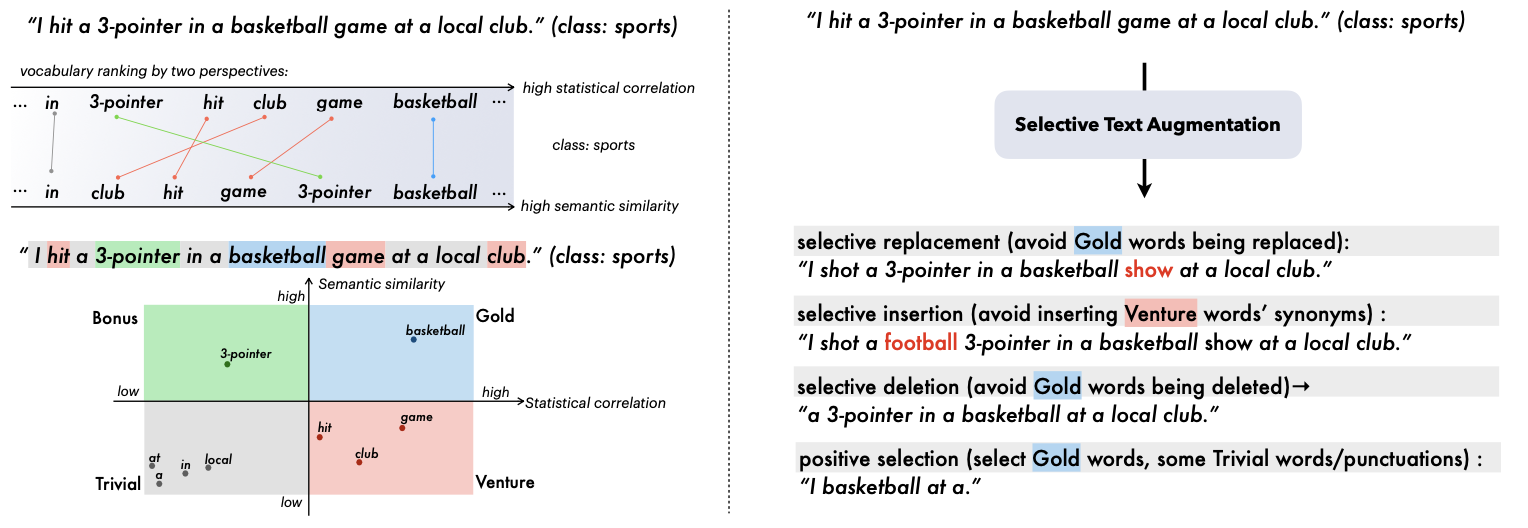 “I hit a 3-pointer in a basketball game at a local club.” (class: sports)
vocabulary ranking by two perspectives:
high statistical correlation
... in 3-pointer hit club game basketball ...
class: sports
... in club hit game 3-pointer basketball ...
high semantic similarity
“ I hit a 3-pointer in a basketball game at a local club.” (class: sports)
Semantic similarity
high
Bonus
Gold
basketball
3-pointer
low
high
Statistical correlation
hit
game
club
at
a
in
local
Trivial
Venture
low
“I hit a 3-pointer in a basketball game at a local club.” (class: sports)
Selective Text Augmentation
selective replacement (avoid Gold words being replaced):
“I shot a 3-pointer in a basketball show at a local club.”
selective insertion (avoid inserting Venture words’ synonyms) :
“I shot a football 3-pointer in a basketball show at a local club.”
selective deletion (avoid Gold words being deleted)→
“a 3-pointer in a basketball at a local club.”
positive selection (select Gold words, some Trivial words/punctuations) :
“I basketball at a.”